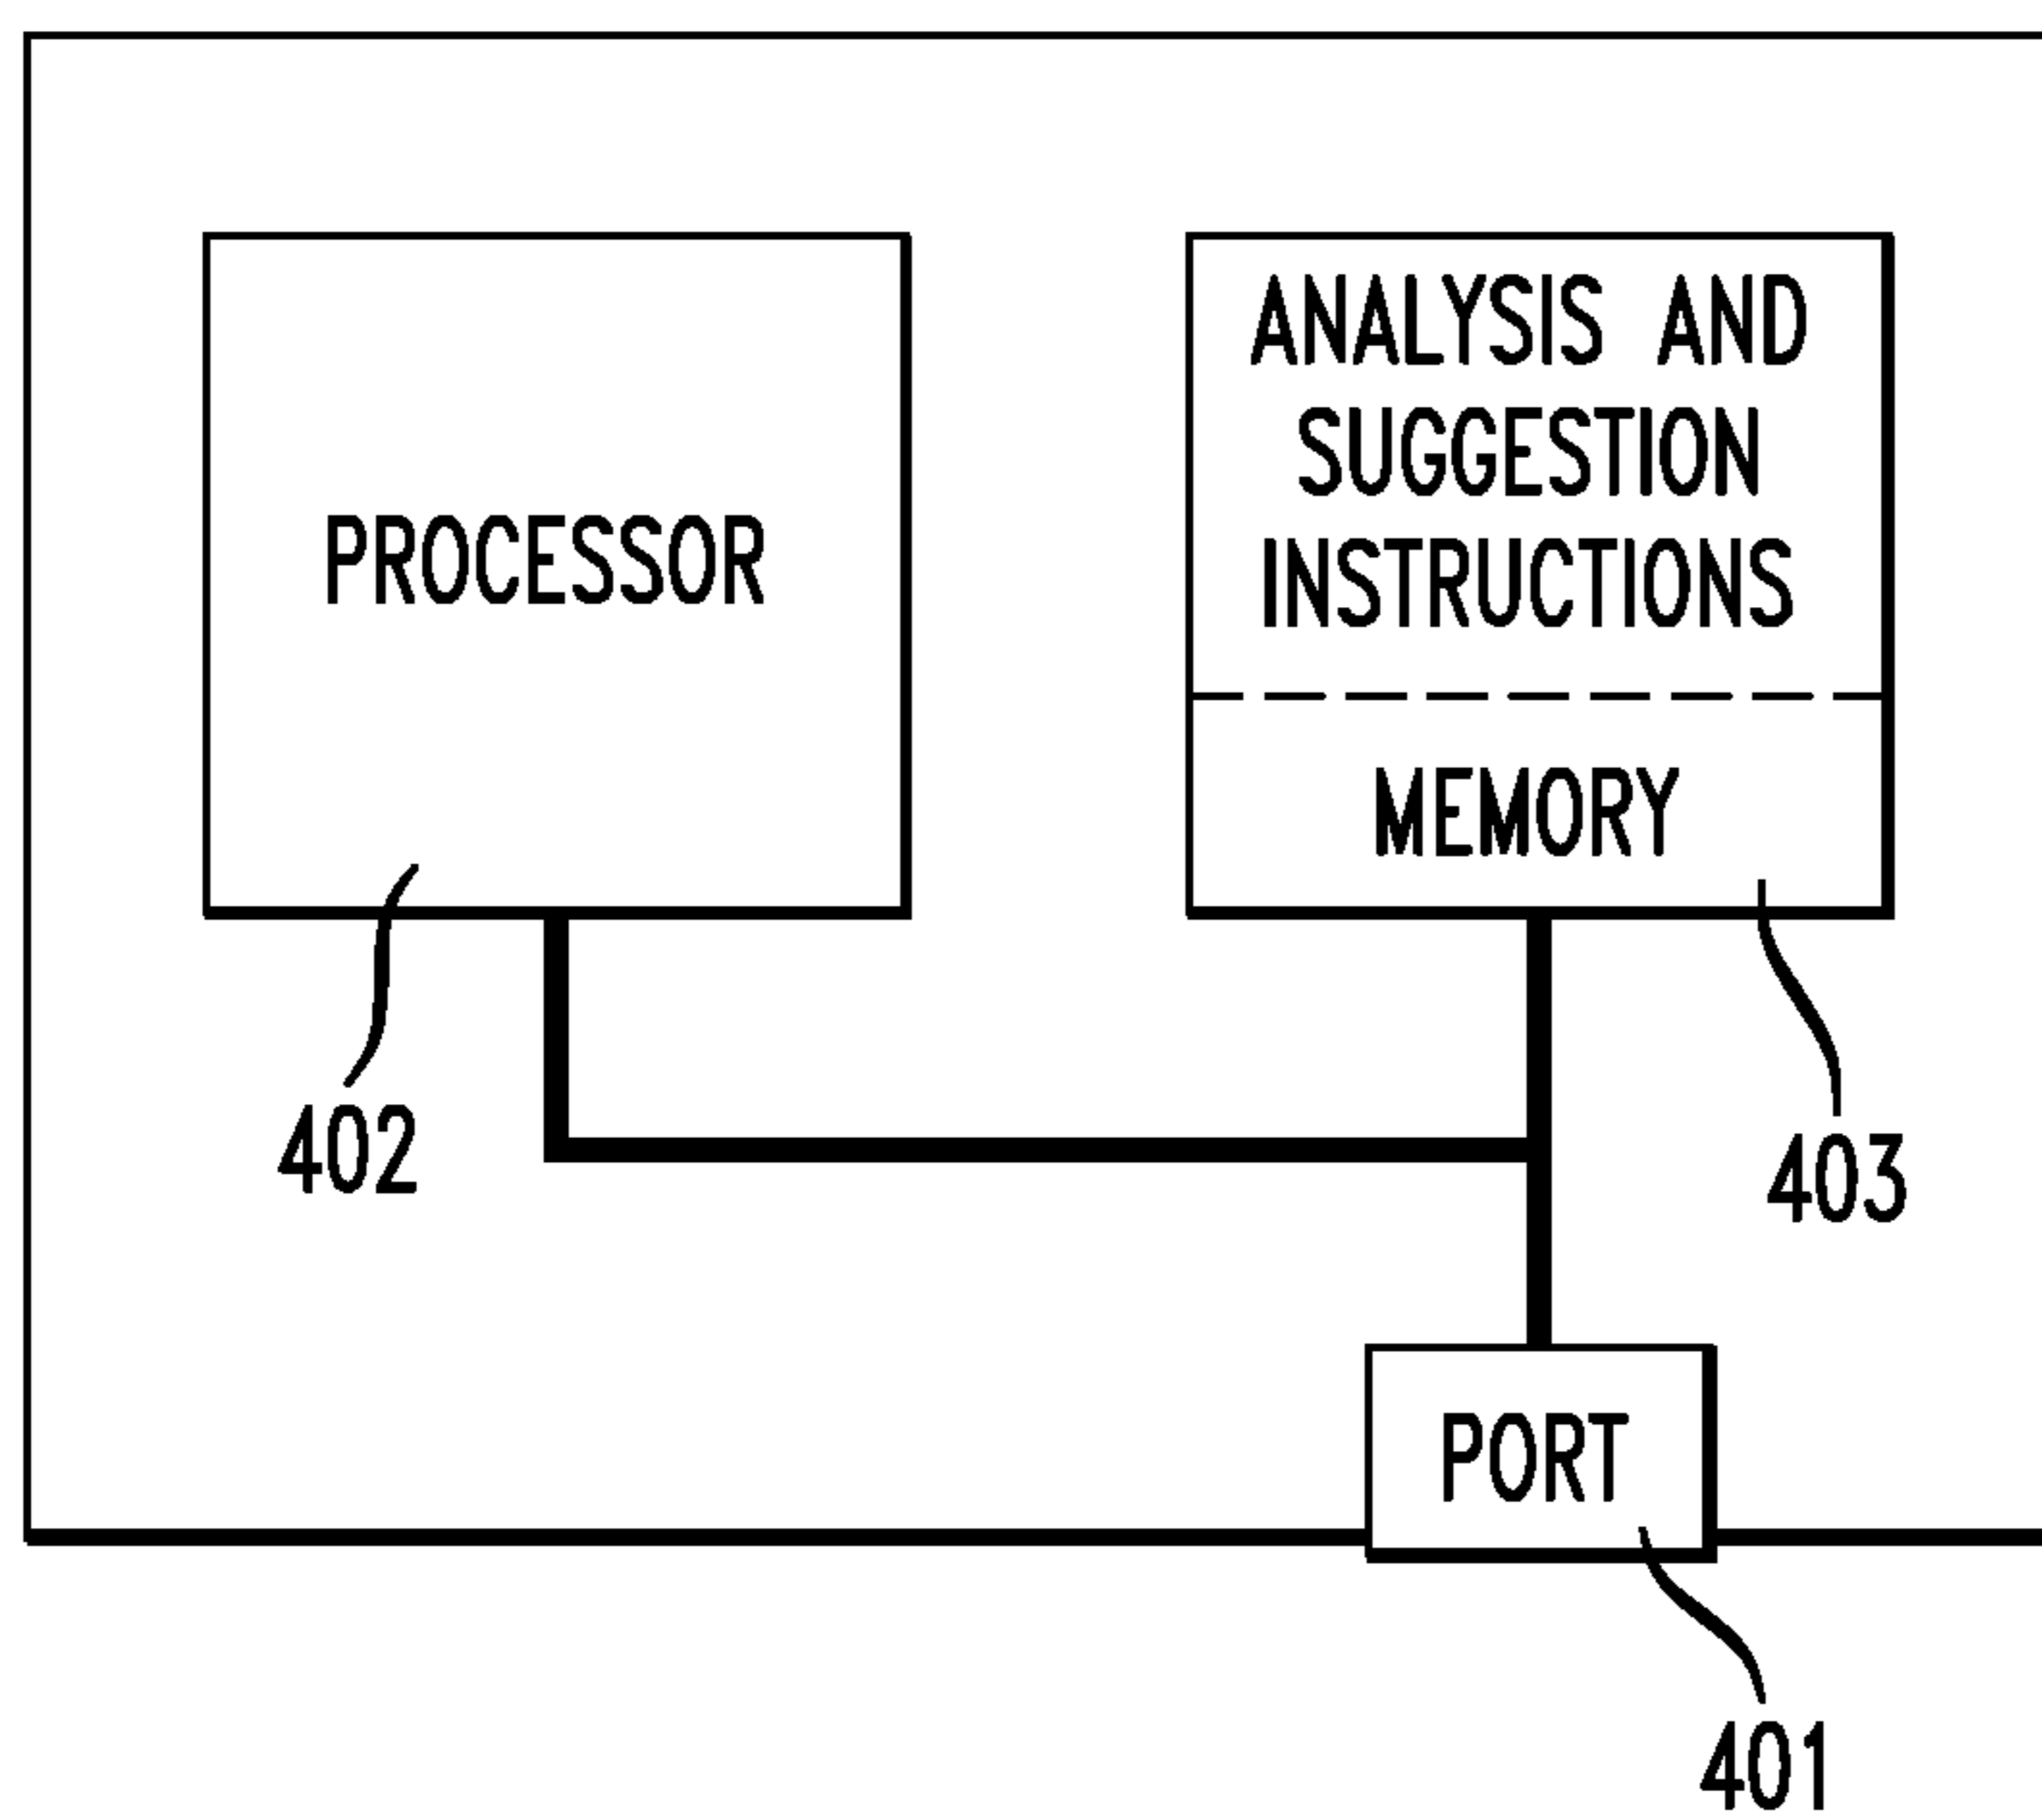 PROCESSOR
ANALYSIS AND
SUGGESTION
INSTRUCTIONS
MEMORY
402
403
PORT
401